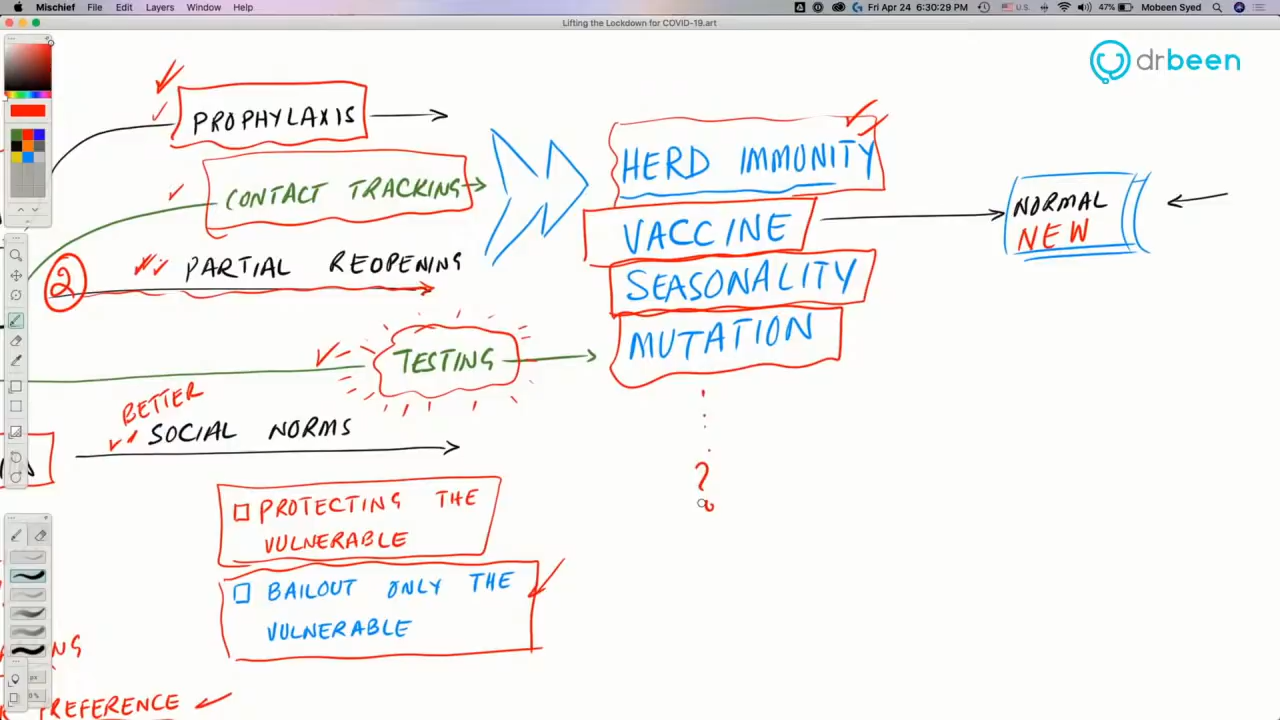 Mischief File Edit Layers Window Help
Fri Apr 24 6:30:29 PM U.S. 47% Mobeen Syed
Lifting the Lockdown for COVID-19.art
drbeen
PROPHYLAXIS
HERD IMMUNITY
CONTACT TRACKING
NORMAL
NEW
VACCINE
2 PARTIAL REOPENING
SEASONALITY
MUTATION
TESTING
BETTER
SOCIAL NORMS
?
PROTECTING THE
VULNERABLE
BAILOUT ONLY THE
VULNERABLE
PREFERENCE